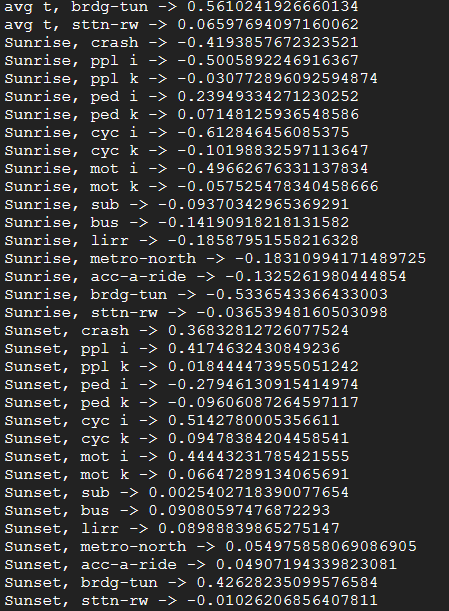 avg t, brdg-tun -> 0.5610241926660134
avg t, sttn-rw -> 0.06597694097160062
Sunrise, crash -> -0.4193857672323521
Sunrise, ppl i -> -0.5005892246916367
Sunrise, ppl k -> -0.030772896092594874
Sunrise, ped i -> 0.23949334271230252
Sunrise, ped k -> 0.07148125936548586
Sunrise, cyc i -> -0.612846456085375
Sunrise, cyc k -> -0.10198832597113647
Sunrise, mot i -> -0.49662676331137834
Sunrise, mot k -> -0.057525478340458666
Sunrise, sub -> -0.09370342965369291
Sunrise, bus -> -0.14190918218131582
Sunrise, lirr -> -0.18587951558216328
Sunrise, metro-north -> -0.18310994171489725
Sunrise, acc-a-ride -> -0.1325261980444854
Sunrise, brdg-tun -> -0.5336543366433003
Sunrise, sttn-rw -> -0.03653948160503098
Sunset, crash -> 0.36832812726077524
Sunset, ppl i -> 0.4174632430849236
Sunset, ppl k -> 0.018444473955051242
Sunset, ped i -> -0.27946130915414974
Sunset, ped k -> -0.09606087264597117
Sunset, cyc i -> 0.5142780005356611
Sunset, cyc k -> 0.09478384204458541
Sunset, mot i -> 0.44443231785421555
Sunset, mot k -> 0.06647289134065691
Sunset, sub -> 0.0025402718390077654
Sunset, bus -> 0.09080597476872293
Sunset, lirr -> 0.08988839865275147
Sunset, metro-north -> 0.054975858069086905
Sunset, acc-a-ride -> 0.04907194339823081
Sunset, brdg-tun -> 0.42628235099576584
Sunset, sttn-rw -> -0.01026206856407811